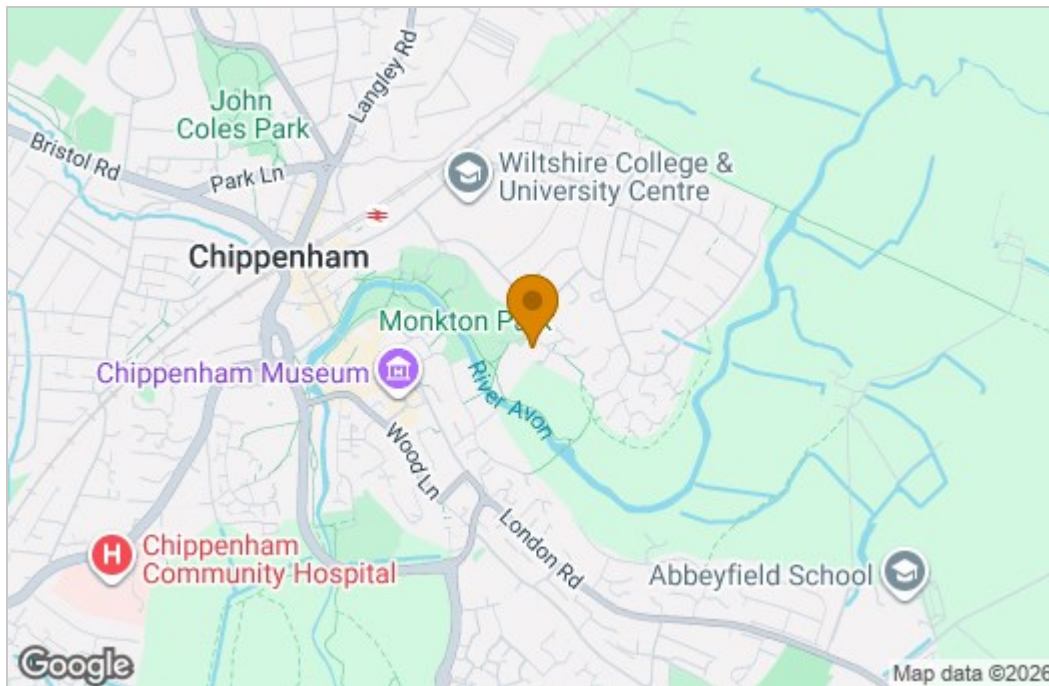 Langley Rd
John
Coles Park
Bristol Rd
Park Ln
Wiltshire College &
University Centre
Chippenham
Monkton Park
Chippenham Museum
River Avon
Wood Ln
London Rd
Chippenham
Community Hospital
H
Abbeyfield School
Google
Map data ©2026